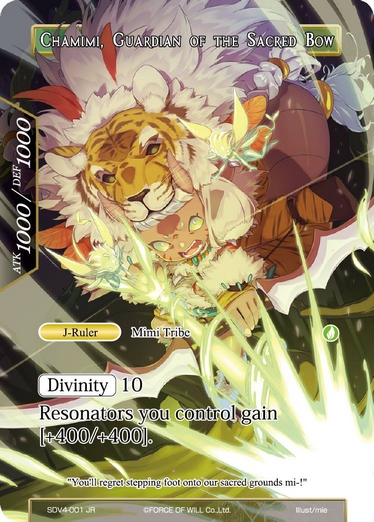 Chamimi, Guardian of the Sacred Bow
ATK 1000 / DEF 1000
J-Ruler Mimi Tribe
Divinity 10
Resonators you control gain
[+400/+400].
"You'll regret stepping foot onto our sacred grounds mi-!"
SDV4-001 JR ©FORCE OF WILL Co.,Ltd. Illust/mie